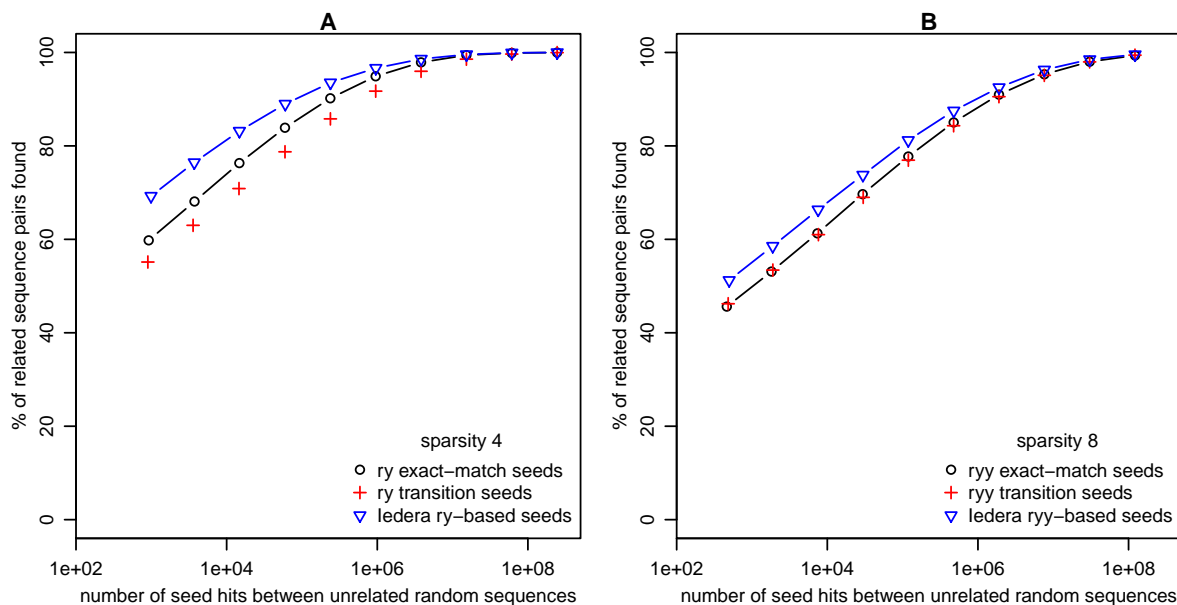 A
% of related sequence pairs found
100
80
60
40
20
0
sparsity 4
ry exact−match seeds
ry transition seeds
Iedera ry−based seeds
1e+02 1e+04 1e+06 1e+08
number of seed hits between unrelated random sequences
B
% of related sequence pairs found
100
80
60
40
20
0
sparsity 8
ryy exact−match seeds
ryy transition seeds
Iedera ryy−based seeds
1e+02 1e+04 1e+06 1e+08
number of seed hits between unrelated random sequences